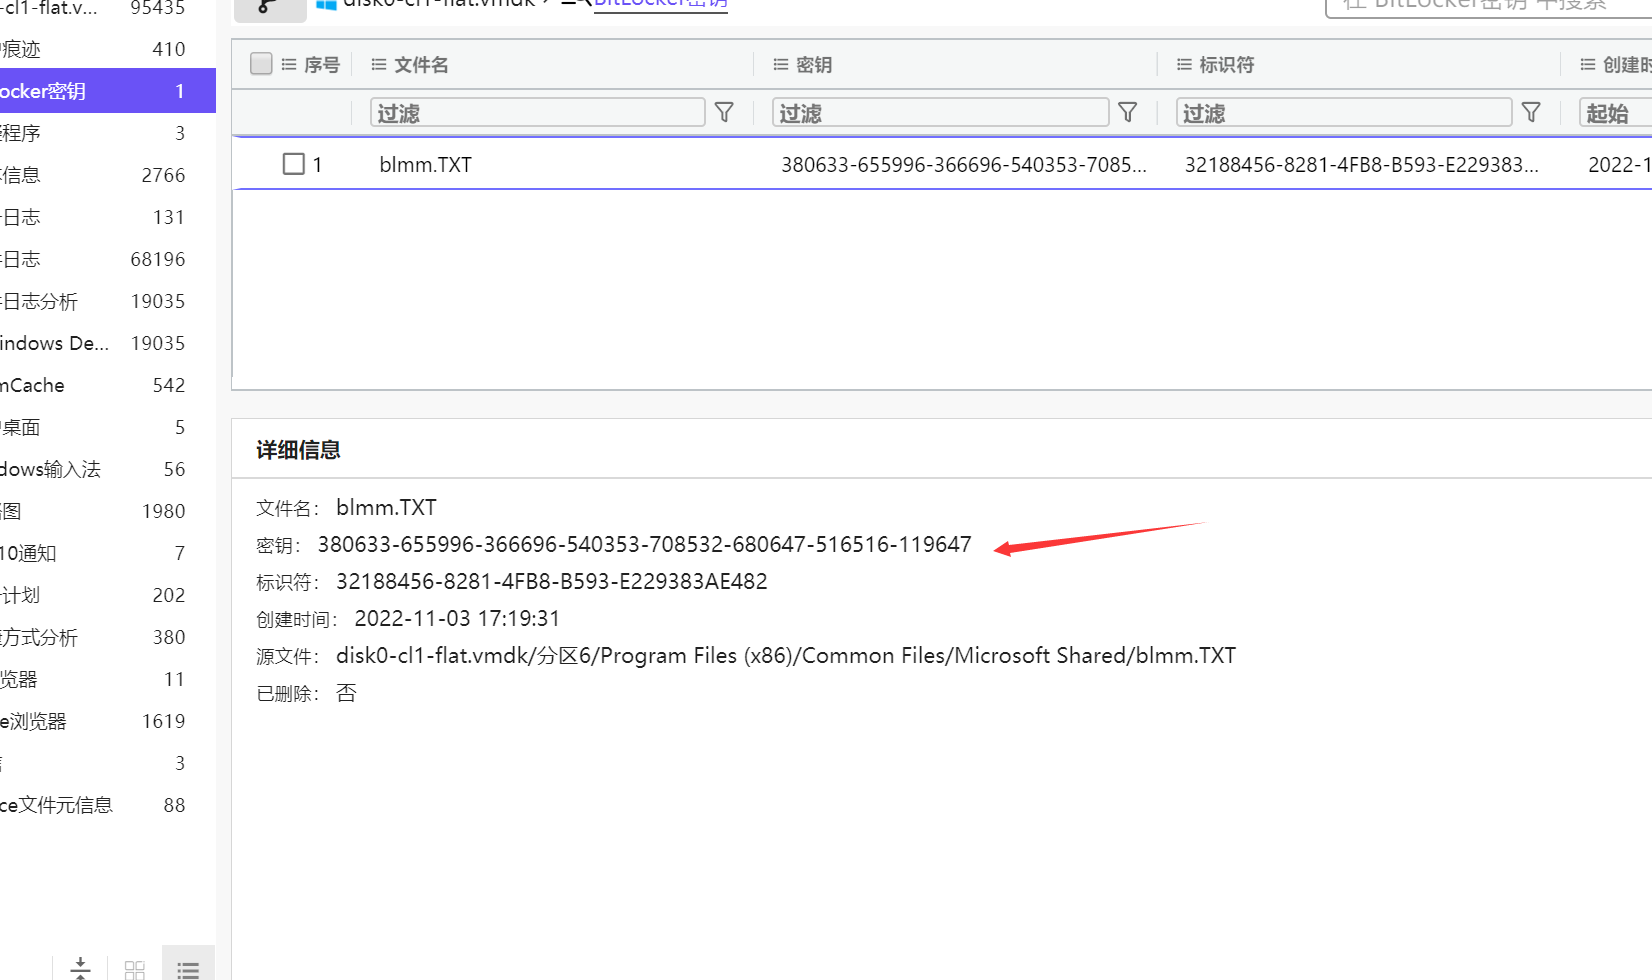 -cl1-flat.v... 95435
痕迹 410
ocker密钥 1
程序 3
信息 2766
日志 131
日志 68196
日志分析 19035
indows De... 19035
mCache 542
桌面 5
dows输入法 56
图 1980
10通知 7
计划 202
方式分析 380
览器 11
e浏览器 1619
3
ce文件元信息 88
disk0-cl1-flat.vmdk
BitLocker密钥
在 BitLocker密钥 中搜索
序号 文件名 密钥 标识符 创建时
过滤 过滤 过滤 起始
1 blmm.TXT 380633-655996-366696-540353-7085... 32188456-8281-4FB8-B593-E229383... 2022-1
详细信息
文件名： blmm.TXT
密钥： 380633-655996-366696-540353-708532-680647-516516-119647
标识符： 32188456-8281-4FB8-B593-E229383AE482
创建时间： 2022-11-03 17:19:31
源文件： disk0-cl1-flat.vmdk/分区6/Program Files (x86)/Common Files/Microsoft Shared/blmm.TXT
已删除： 否